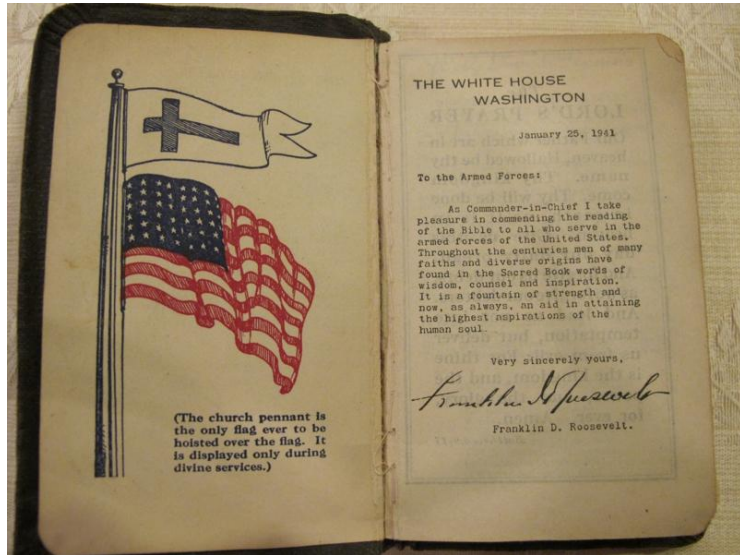 (The church pennant is
the only flag ever to be
hoisted over the flag. It
is displayed only during
divine services.)
THE WHITE HOUSE
WASHINGTON
January 25, 1941
To the Armed Forces:
As Commander-in-Chief I take
pleasure in commending the reading
of the Bible to all who serve in the
armed forces of the United States.
Throughout the centuries men of many
faiths and diverse origins have
found in the Sacred Book words of
wisdom, counsel and inspiration.
It is a fountain of strength and
now, as always, an aid in attaining
the highest aspirations of the
human soul.
Very sincerely yours,
Franklin D Roosevelt
Franklin D. Roosevelt.